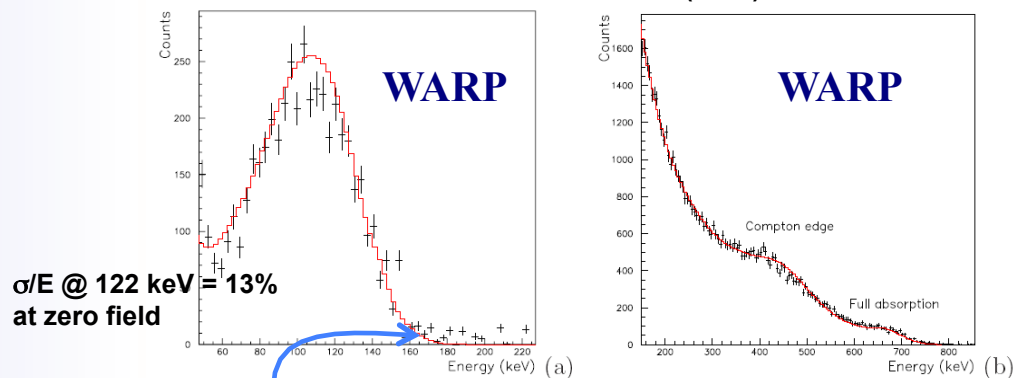 Counts
250
200
150
100
50
0
WARP
60
80
100
120
140
160
180
200
220
Energy (keV)
(a)
σ/E @ 122 keV = 13%
at zero field
Counts
1600
1400
1200
1000
800
600
400
200
0
WARP
Compton edge
Full absorption
200
300
400
500
600
700
800
Energy (keV)
(b)